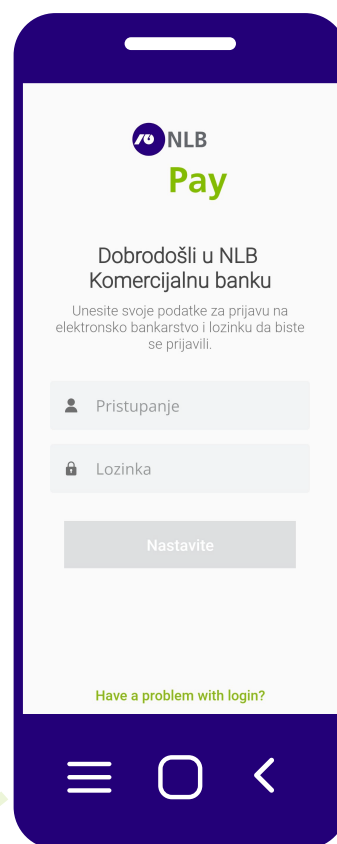 NLB
Pay
Dobrodošli u NLB
Komercijalnu banku
Unesite svoje podatke za prijavu na
elektronsko bankarstvo i lozinku da biste
se prijavili.
Pristupanje
Lozinka
Nastavite
Have a problem with login?